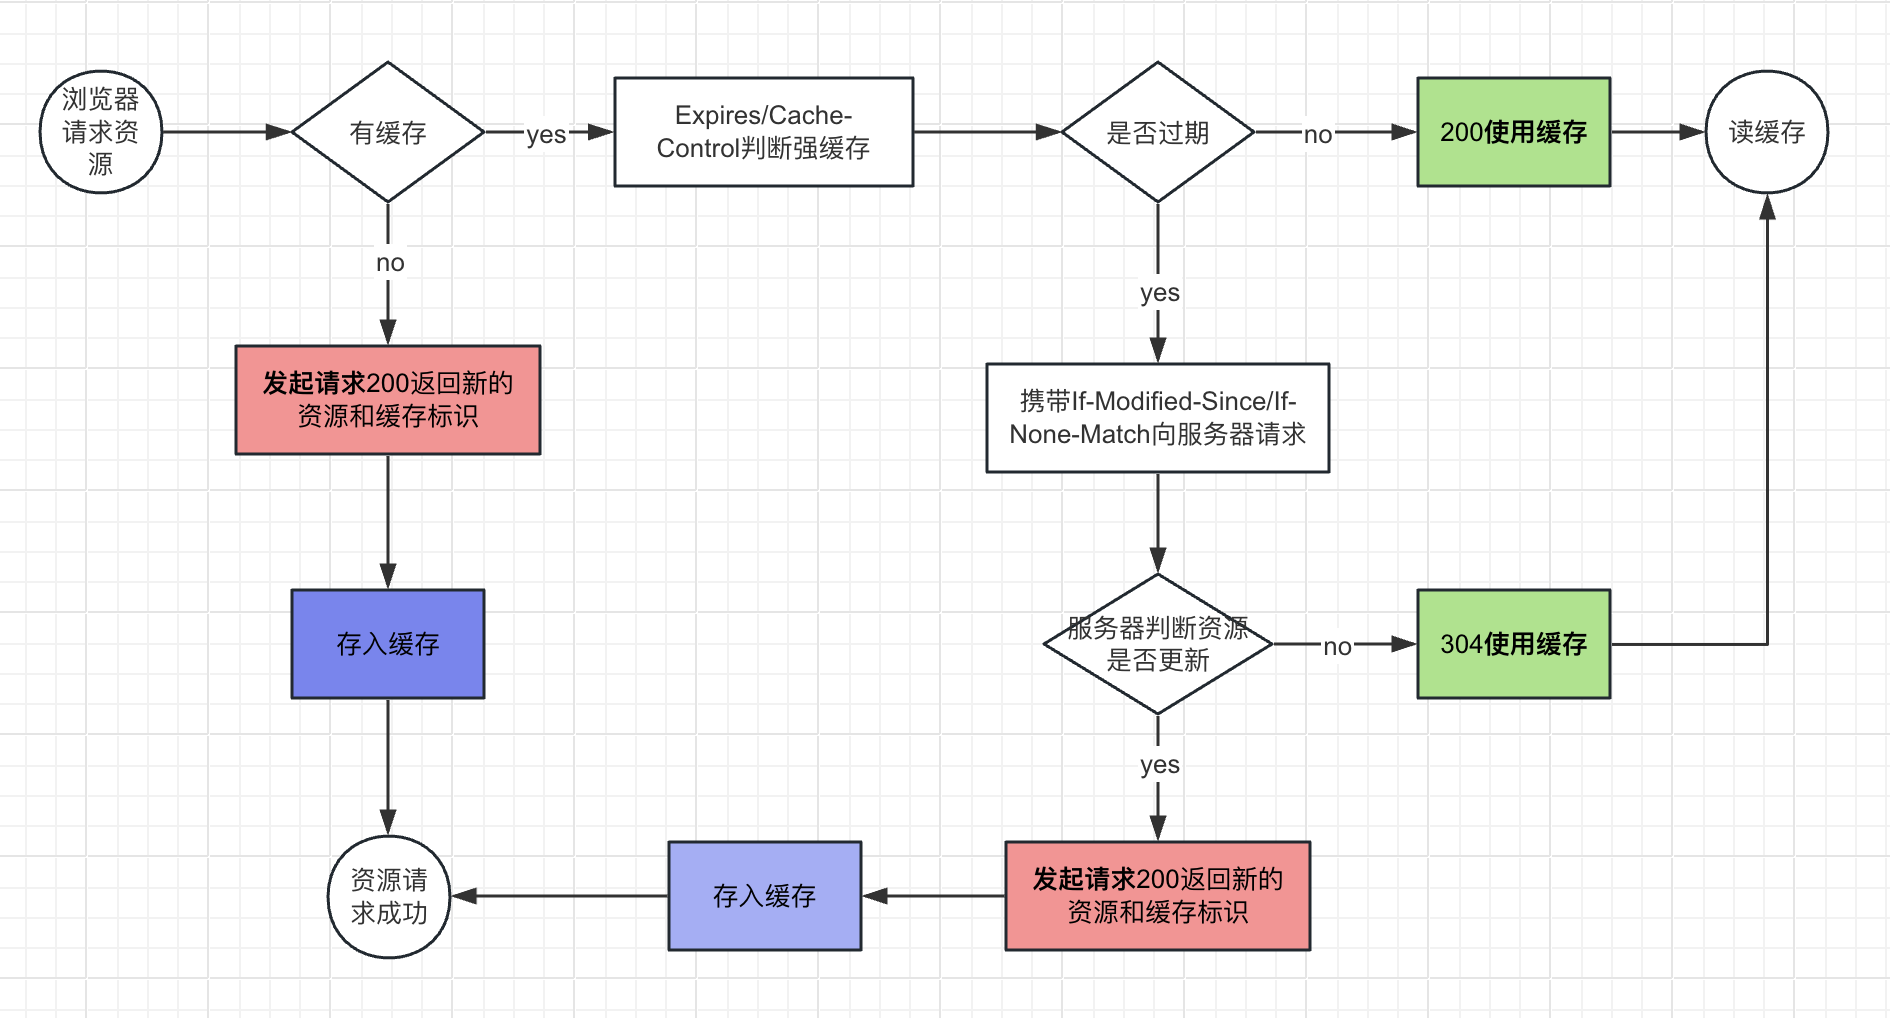 浏览器
请求资
源
有缓存
yes
Expires/Cache-
Control判断强缓存
是否过期
no
200使用缓存
读缓存
no
yes
发起请求200返回新的
资源和缓存标识
携带If-Modified-Since/If-
None-Match向服务器请求
存入缓存
服务器判断资源
是否更新
no
304使用缓存
yes
资源请
求成功
存入缓存
发起请求200返回新的
资源和缓存标识